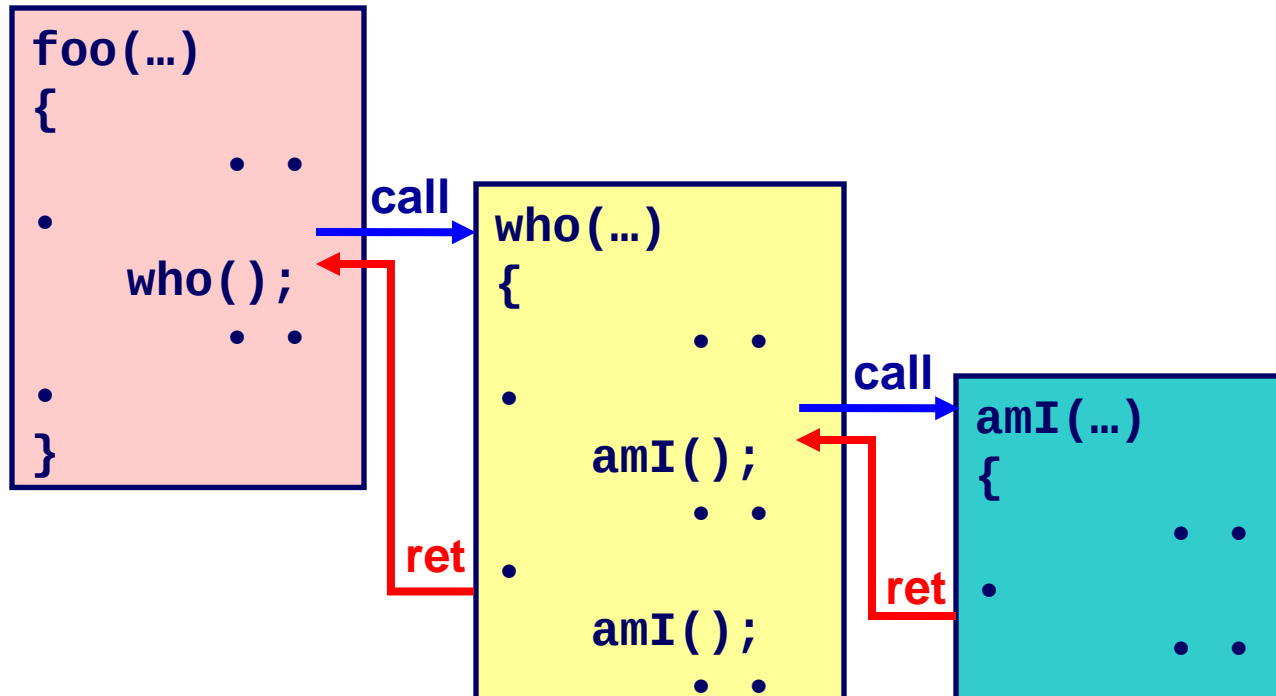 foo(…)
{
• •
•
who();
• •
•
}
call
ret
who(…)
{
• •
•
amI();
• •
•
amI();
• •
call
ret
amI(…)
{
• •
•
• •